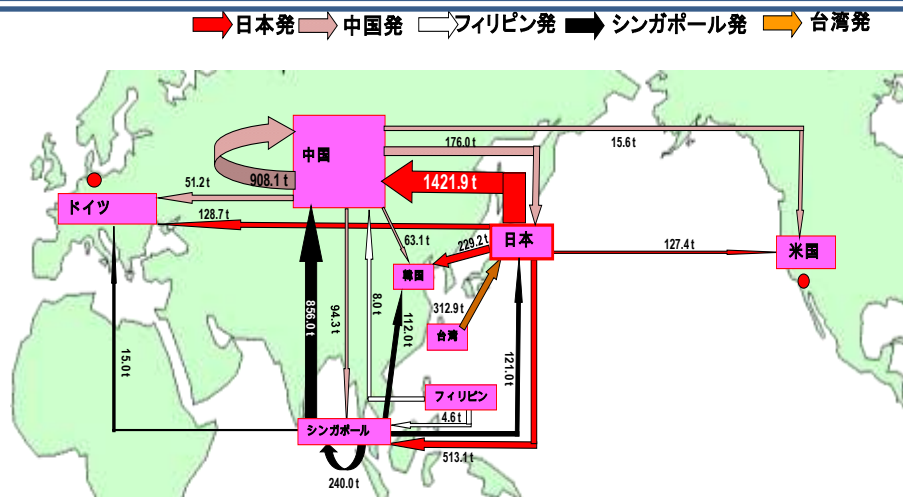 日本発 中国発 フィリピン発 シンガポール発 台湾発
中国
176.0 t
15.6t
908.1 t
1421.9 t
51.2 t
ドイツ
128.7 t
63.1 t
229.2t
日本
127.4t
米国
韓国
856.0 t
94.3 t
8.0 t
112.0 t
312.9 t
台湾
15.0 t
121.0 t
フィリピン
4.6 t
シンガポール
513.1 t
240.0 t